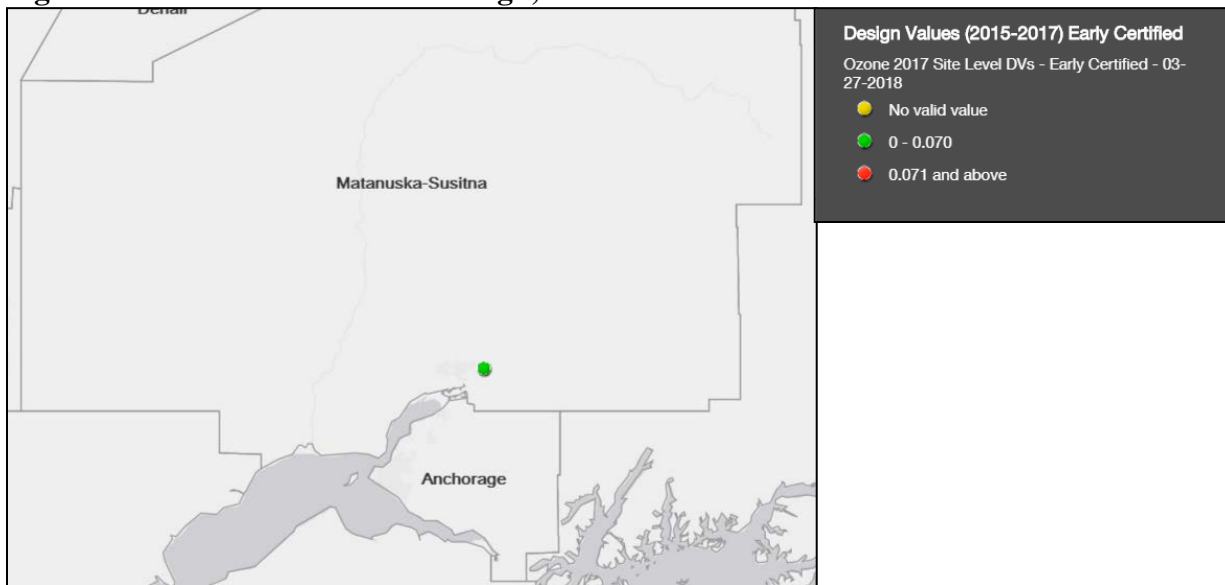 Denali
Matanuska-Susitna
Anchorage
Design Values (2015-2017) Early Certified
Ozone 2017 Site Level DVs - Early Certified - 03-
27-2018
No valid value
0 - 0.070
0.071 and above